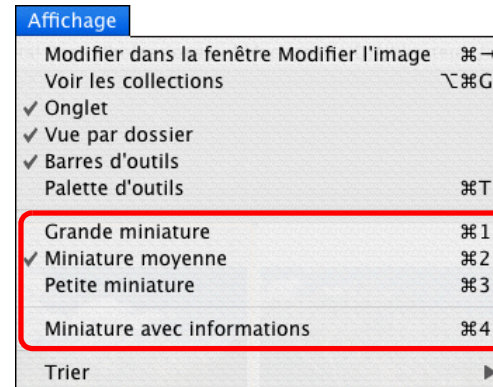 Affichage
Modifier dans la fenêtre Modifier l'image ⌘→
Voir les collections ⌥⌘G
✓ Onglet
✓ Vue par dossier
✓ Barres d'outils
Palette d'outils ⌘T
Grande miniature ⌘1
✓ Miniature moyenne ⌘2
Petite miniature ⌘3
Miniature avec informations ⌘4
Trier ▶